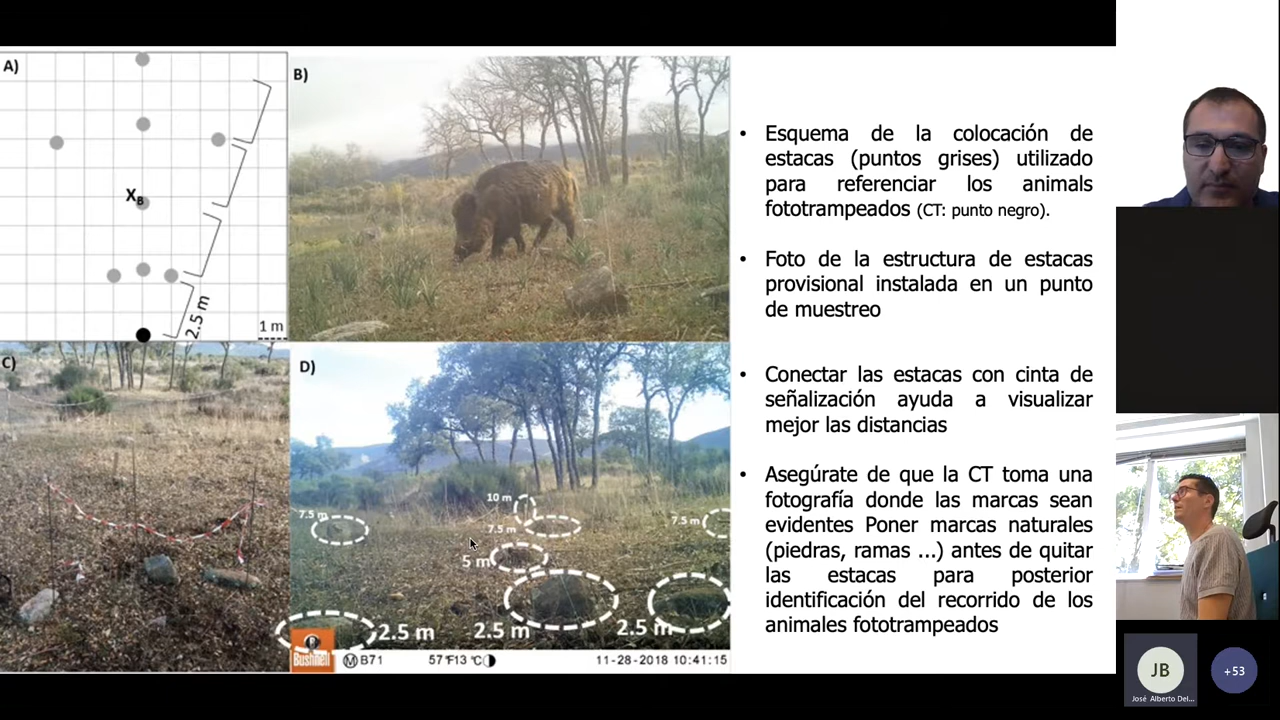 A)
X_B
2.5 m
1 m
B)
C)
D)
10 m
7.5 m
7.5 m
7.5 m
5 m
2.5 m
2.5 m
2.5 m
Bushnell
M B71
57°F13 °C
11-28-2018 10:41:15
• Esquema de la colocación de
estacas (puntos grises) utilizado
para referenciar los animals
fototrampeados (CT: punto negro).
• Foto de la estructura de estacas
provisional instalada en un punto
de muestreo
• Conectar las estacas con cinta de
señalización ayuda a visualizar
mejor las distancias
• Asegúrate de que la CT toma una
fotografía donde las marcas sean
evidentes Poner marcas naturales
(piedras, ramas ...) antes de quitar
las estacas para posterior
identificación del recorrido de los
animales fototrampeados
JB
José Alberto Del...
+53